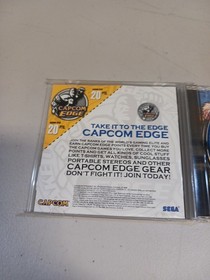 CAPCOM
EDGE
20
20
TAKE IT TO THE EDGE
CAPCOM EDGE
JOIN THE RANKS OF THE WORLD'S GAMING ELITE AND
EARN CAPCOM EDGE POINTS EVERY TIME YOU BUY
THE CAPCOM GAMES YOU LOVE. COLLECT MORE
POINTS AND GET ALL KINDS OF COOL STUFF
LIKE T-SHIRTS, WATCHES, SUNGLASSES
PORTABLE STEREOS AND OTHER
CAPCOM EDGE GEAR
DON'T FIGHT IT! JOIN TODAY!
CAPCOM
SEGA